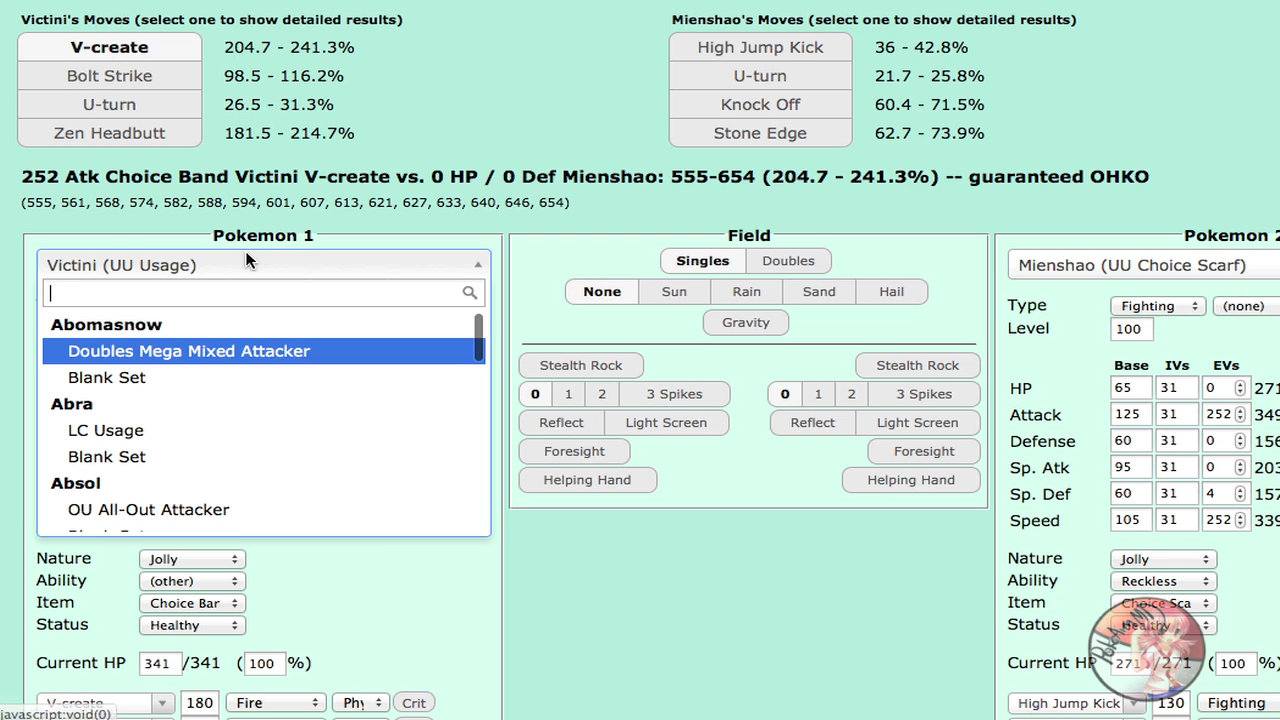 Victini's Moves (select one to show detailed results)
Mienshao's Moves (select one to show detailed results)
V-create 204.7 - 241.3%
High Jump Kick 36 - 42.8%
Bolt Strike 98.5 - 116.2%
U-turn 21.7 - 25.8%
U-turn 26.5 - 31.3%
Knock Off 60.4 - 71.5%
Zen Headbutt 181.5 - 214.7%
Stone Edge 62.7 - 73.9%
252 Atk Choice Band Victini V-create vs. 0 HP / 0 Def Mienshao: 555-654 (204.7 - 241.3%) -- guaranteed OHKO
(555, 561, 568, 574, 582, 588, 594, 601, 607, 613, 621, 627, 633, 640, 646, 654)
Pokemon 1
Victini (UU Usage)
Abomasnow
Doubles Mega Mixed Attacker
Blank Set
Abra
LC Usage
Blank Set
Absol
OU All-Out Attacker
Nature Jolly
Ability (other)
Item Choice Bar
Status Healthy
Current HP 341 /341 ( 100 %)
V-create 180 Fire Phy Crit
javascript:void(0)
Field
Singles Doubles
None Sun Rain Sand Hail
Gravity
Stealth Rock Stealth Rock
0 1 2 3 Spikes 0 1 2 3 Spikes
Reflect Light Screen Reflect Light Screen
Foresight Foresight
Helping Hand Helping Hand
Pokemon 2
Mienshao (UU Choice Scarf)
Type Fighting (none)
Level 100
Base IVs EVs
HP 65 31 0 271
Attack 125 31 252 349
Defense 60 31 0 156
Sp. Atk 95 31 0 203
Sp. Def 60 31 4 157
Speed 105 31 252 339
Nature Jolly
Ability Reckless
Item Choice Sca
Status Healthy
Current HP 271 /271 ( 100 %)
High Jump Kick 130 Fighting